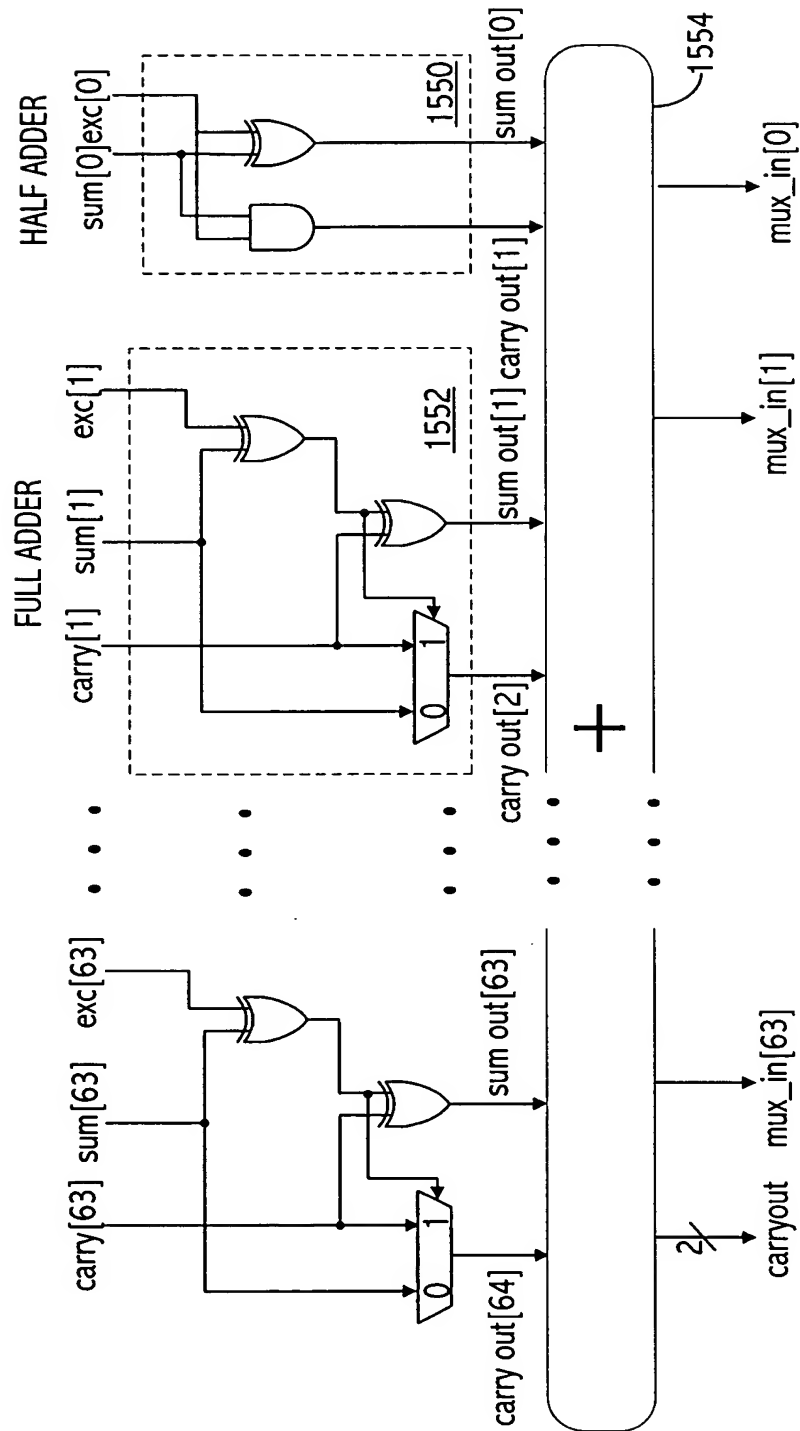 FULL ADDER
HALF ADDER
carry[63]
sum[63]
exc[63]
carry[1]
sum[1]
exc[1]
sum[0]
exc[0]
0 1
0 1
1552
1550
carry out[64]
sum out[63]
carry out[2]
sum out[1]
carry out[1]
sum out[0]
+
1554
2
carryout
mux_in[63]
mux_in[1]
mux_in[0]